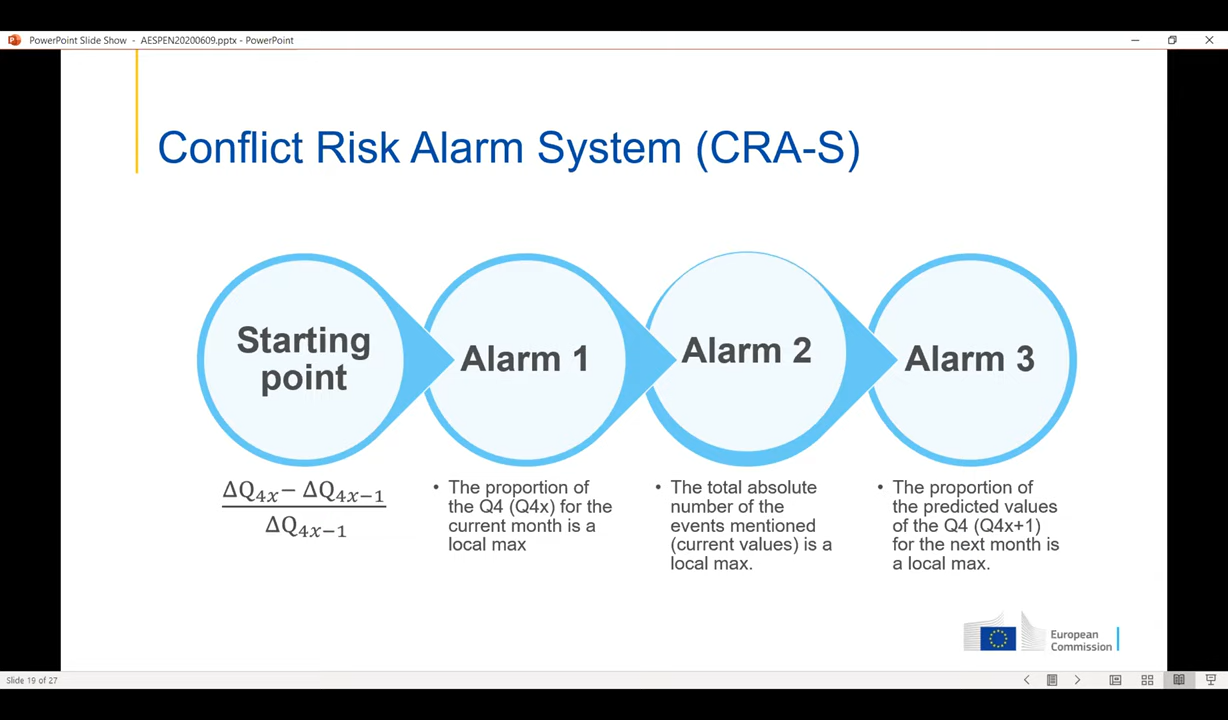 PowerPoint Slide Show - AESPEN20200609.pptx - PowerPoint
Conflict Risk Alarm System (CRA-S)
Starting
point
Alarm 1
Alarm 2
Alarm 3
ΔQ4x− ΔQ4x−1
ΔQ4x−1
• The proportion of
the Q4 (Q4x) for the
current month is a
local max
• The total absolute
number of the
events mentioned
(current values) is a
local max.
• The proportion of
the predicted values
of the Q4 (Q4x+1)
for the next month is
a local max.
European
Commission
Slide 19 of 27